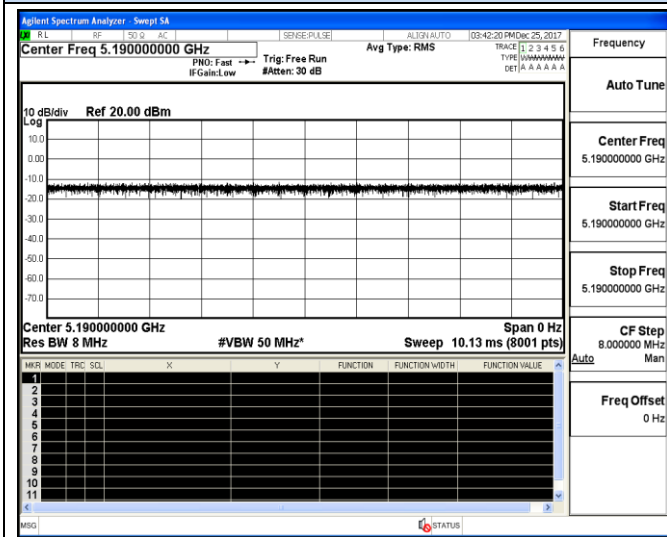 Agilent Spectrum Analyzer - Swept SA
RL RF 50 Ω AC SENSE:PULSE ALIGNAUTO 03:42:20 PM Dec 25, 2017
Center Freq 5.190000000 GHz Avg Type: RMS TRACE 1 2 3 4 5 6
PNO: Fast Trig: Free Run TYPE
IFGain:Low #Atten: 30 dB DET A A A A A A
Frequency
Auto Tune
10 dB/div Ref 20.00 dBm
Log
10.0
0.00
-10.0
-20.0
-30.0
-40.0
-50.0
-60.0
-70.0
Center 5.190000000 GHz Span 0 Hz
Res BW 8 MHz #VBW 50 MHz* Sweep 10.13 ms (8001 pts)
MKR MODE TRC SCL X Y FUNCTION FUNCTION WIDTH FUNCTION VALUE
1
2
3
4
5
6
7
8
9
10
11
MSG STATUS
Center Freq
5.190000000 GHz
Start Freq
5.190000000 GHz
Stop Freq
5.190000000 GHz
CF Step
8.000000 MHz
Auto Man
Freq Offset
0 Hz